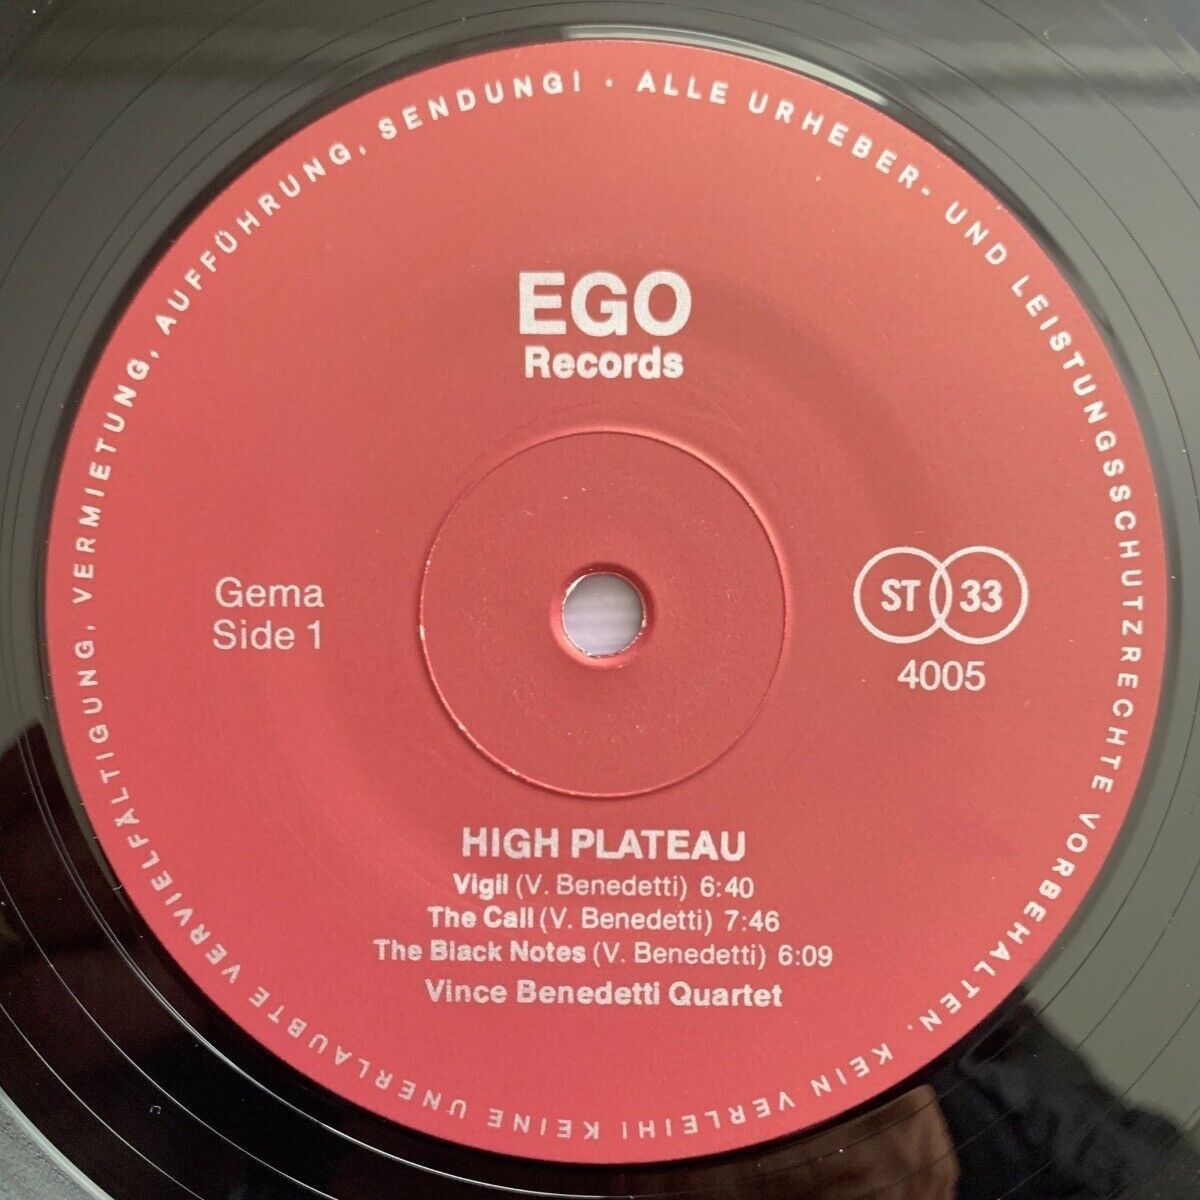 ALLE URHEBER- UND LEISTUNGSSCHUTZRECHTE VORBEHALTEN. KEIN VERLEIH! KEINE UNERLAUBTE VERVIELFÄLTIGUNG, VERMIETUNG, AUFFÜHRUNG, SENDUNG! ·
EGO
Records
Gema
Side 1
ST 33
4005
HIGH PLATEAU
Vigil (V. Benedetti) 6:40
The Call (V. Benedetti) 7:46
The Black Notes (V. Benedetti) 6:09
Vince Benedetti Quartet